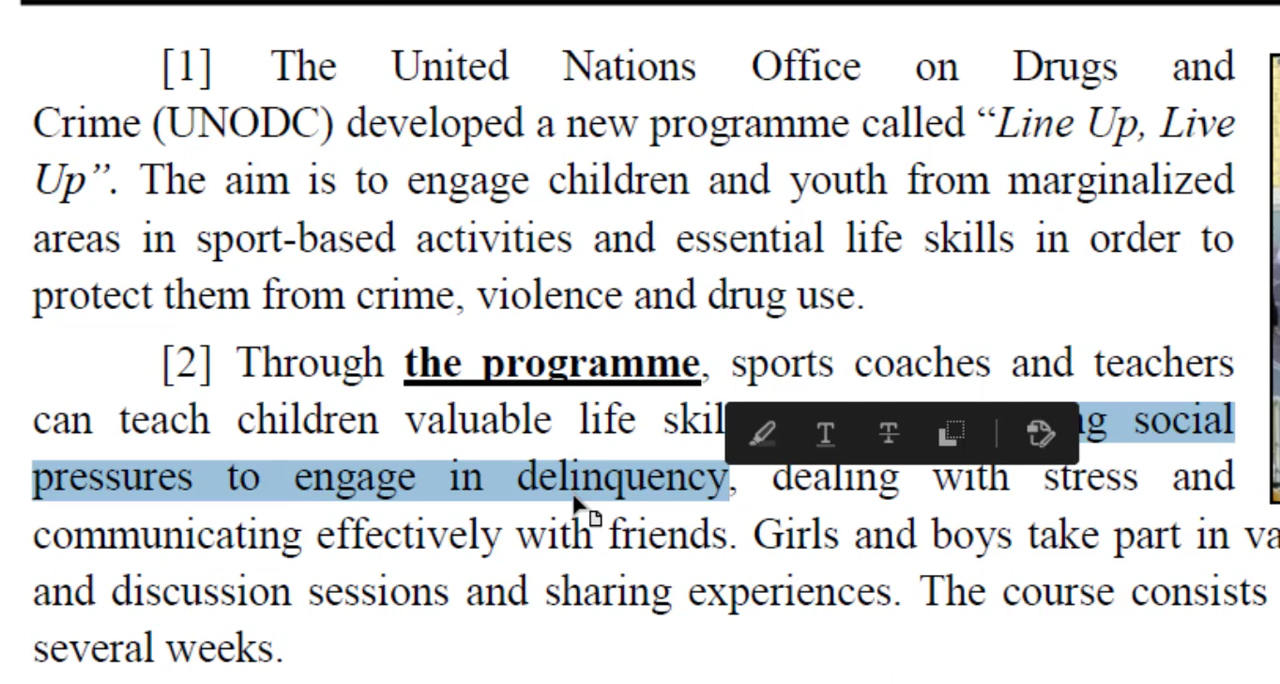 [1] The United Nations Office on Drugs and
Crime (UNODC) developed a new programme called “Line Up, Live
Up”. The aim is to engage children and youth from marginalized
areas in sport-based activities and essential life skills in order to
protect them from crime, violence and drug use.
[2] Through the programme, sports coaches and teachers
can teach children valuable life social
pressures to engage in delinquency, dealing with stress and
communicating effectively with friends. Girls and boys take part in
and discussion sessions and sharing experiences. The course consists
several weeks.